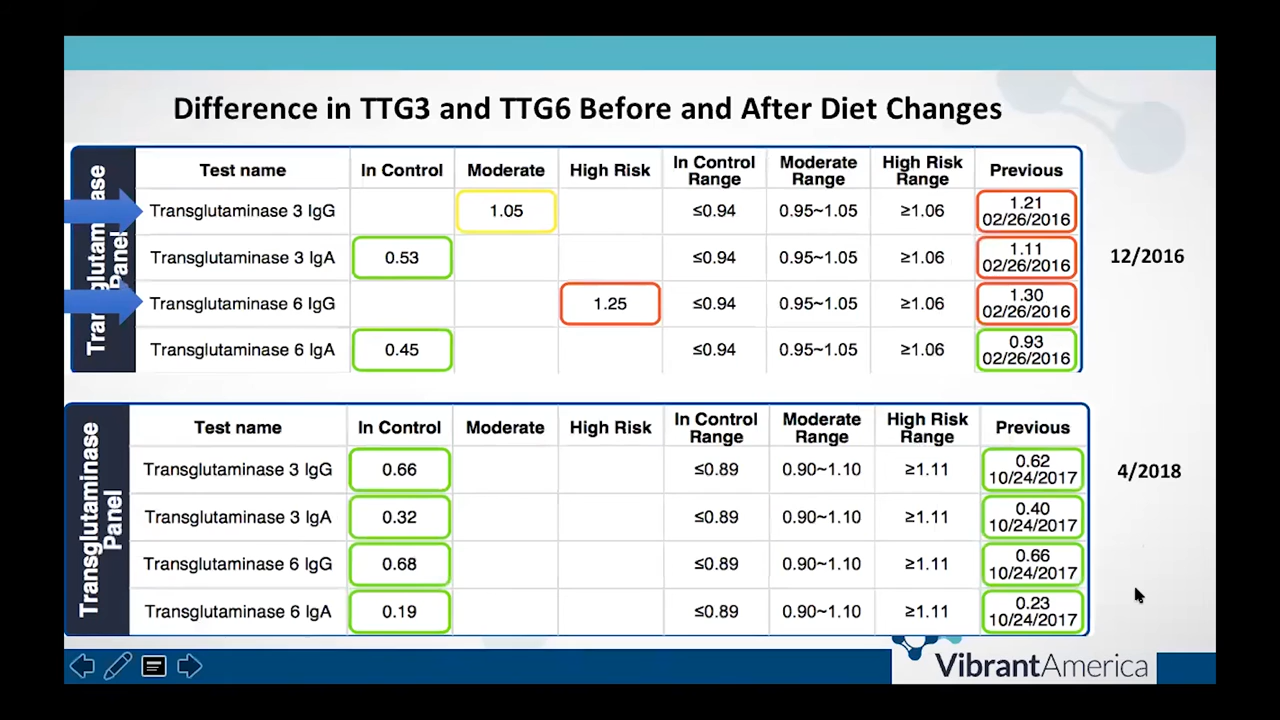 Difference in TTG3 and TTG6 Before and After Diet Changes
Transglutaminase Panel
Test name In Control Moderate High Risk In Control Range Moderate Range High Risk Range Previous
Transglutaminase 3 IgG 1.05 ≤0.94 0.95~1.05 ≥1.06 1.21 02/26/2016
Transglutaminase 3 IgA 0.53 ≤0.94 0.95~1.05 ≥1.06 1.11 02/26/2016
Transglutaminase 6 IgG 1.25 ≤0.94 0.95~1.05 ≥1.06 1.30 02/26/2016
Transglutaminase 6 IgA 0.45 ≤0.94 0.95~1.05 ≥1.06 0.93 02/26/2016
12/2016
Transglutaminase Panel
Test name In Control Moderate High Risk In Control Range Moderate Range High Risk Range Previous
Transglutaminase 3 IgG 0.66 ≤0.89 0.90~1.10 ≥1.11 0.62 10/24/2017
Transglutaminase 3 IgA 0.32 ≤0.89 0.90~1.10 ≥1.11 0.40 10/24/2017
Transglutaminase 6 IgG 0.68 ≤0.89 0.90~1.10 ≥1.11 0.66 10/24/2017
Transglutaminase 6 IgA 0.19 ≤0.89 0.90~1.10 ≥1.11 0.23 10/24/2017
4/2018
VibrantAmerica